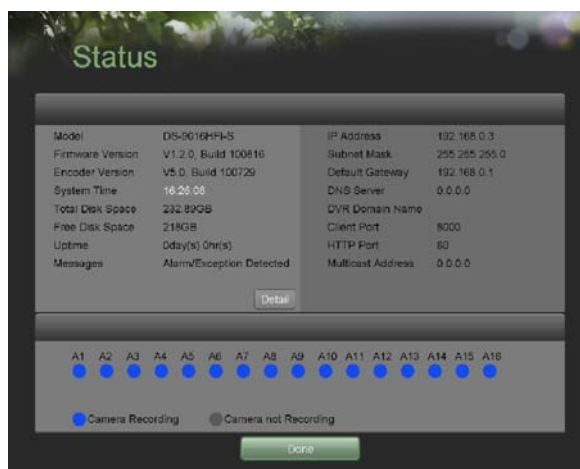 Status
Model DS-9016HFI-S
Firmware Version V1.2.0, Build 100816
Encoder Version V5.0, Build 100729
System Time 16:26:08
Total Disk Space 232.89GB
Free Disk Space 218GB
Uptime 0day(s) 0hr(s)
Messages Alarm/Exception Detected
Detail
IP Address 192.168.0.3
Subnet Mask 255.255.255.0
Default Gateway 192.168.0.1
DNS Server 0.0.0.0
DVR Domain Name
Client Port 8000
HTTP Port 80
Multicast Address 0.0.0.0
A1 A2 A3 A4 A5 A6 A7 A8 A9 A10 A11 A12 A13 A14 A15 A16
Camera Recording Camera not Recording
Done